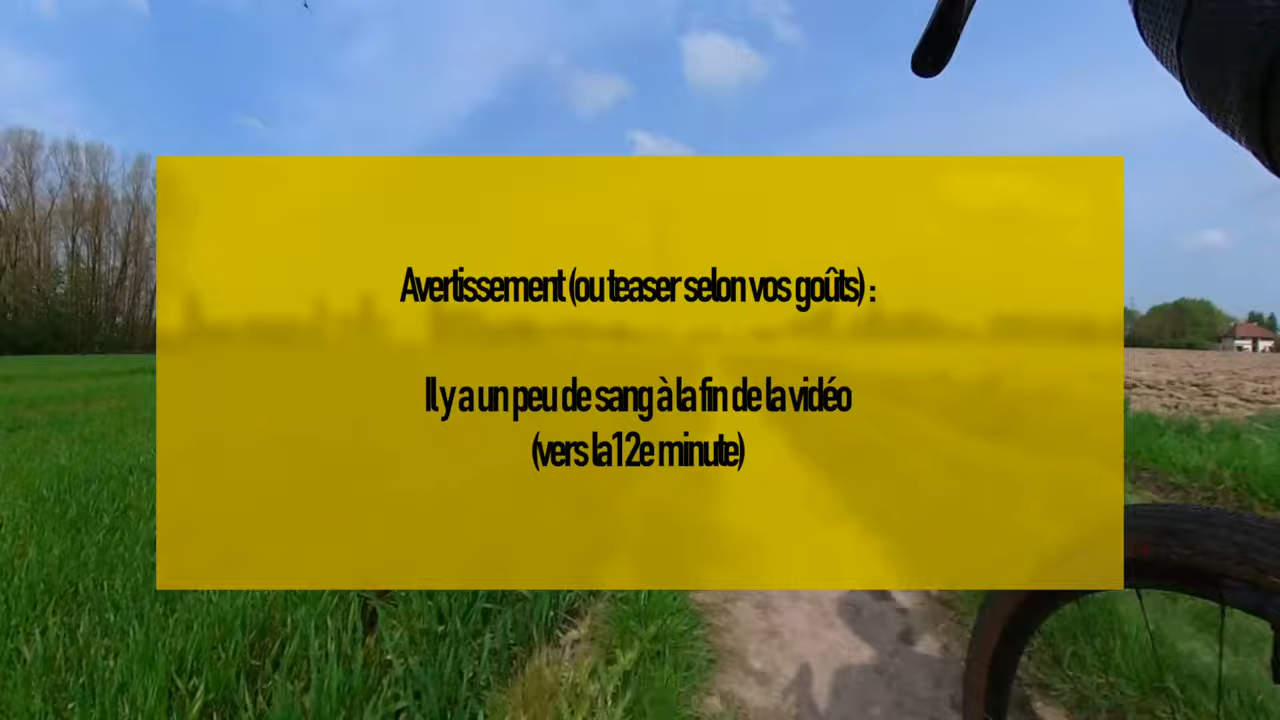 Avertissement (ou teaser selon vos goûts) :
Il y a un peu de sang à la fin de la vidéo
(vers la 12e minute)